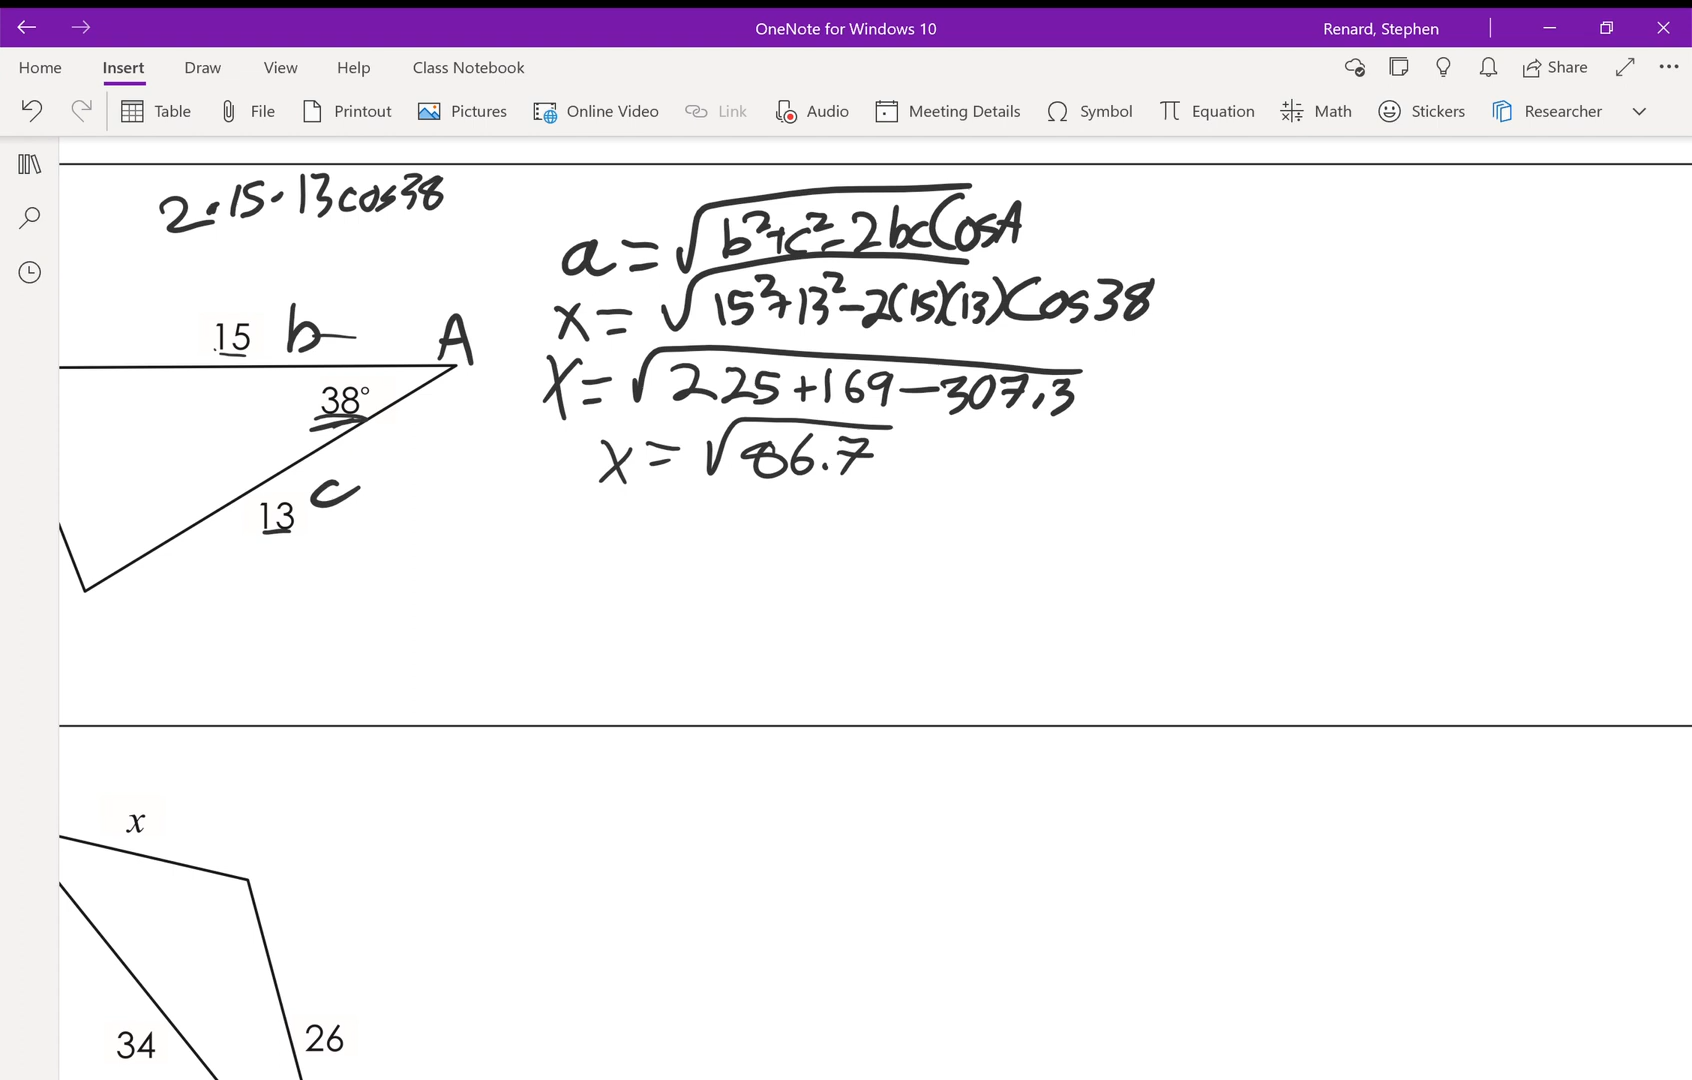 OneNote for Windows 10
Renard, Stephen
Home Insert Draw View Help Class Notebook Share
Table File Printout Pictures Online Video Link Audio Meeting Details Symbol Equation Math Stickers Researcher
2·15·13cos38
a=√b²+c²-2bcCosA
x=√15²+13²-2(15)(13)Cos38
15 b A
x=√225+169-307.3
38°
x=√86.7
13 c
x
34 26